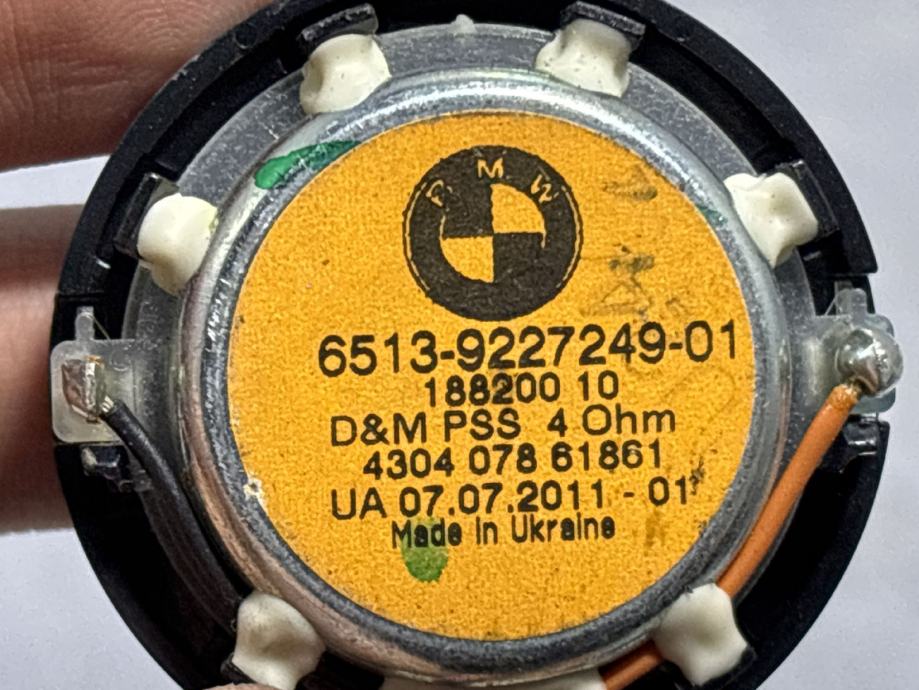 BMW
6513-9227249-01
188200 10
D&M PSS 4 Ohm
4304 078 61861
UA 07.07.2011 - 01
Made in Ukraine